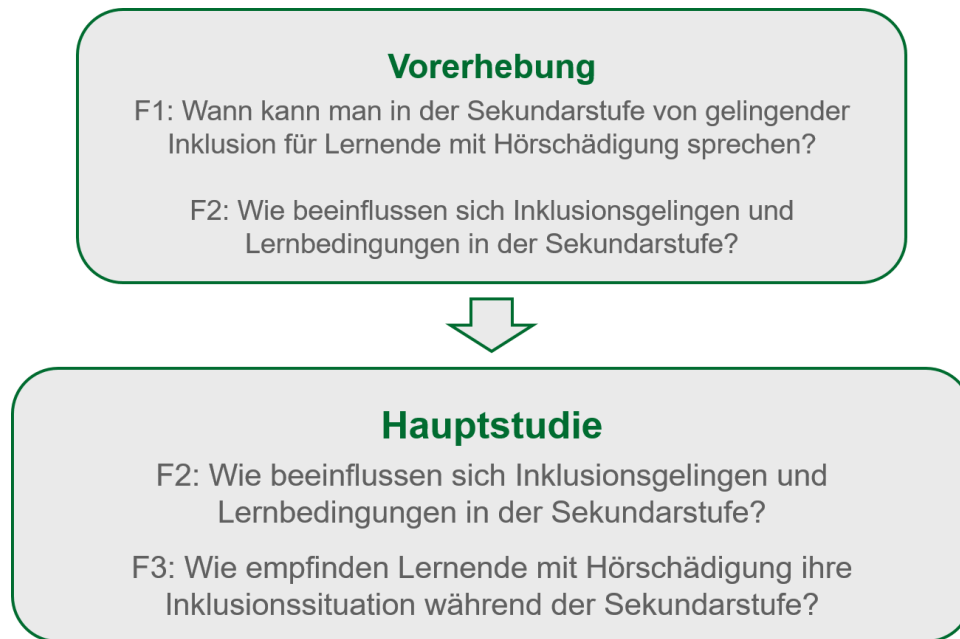 Vorerhebung
F1: Wann kann man in der Sekundarstufe von gelingender
Inklusion für Lernende mit Hörschädigung sprechen?
F2: Wie beeinflussen sich Inklusionsgelingen und
Lernbedingungen in der Sekundarstufe?
Hauptstudie
F2: Wie beeinflussen sich Inklusionsgelingen und
Lernbedingungen in der Sekundarstufe?
F3: Wie empfinden Lernende mit Hörschädigung ihre
Inklusionssituation während der Sekundarstufe?